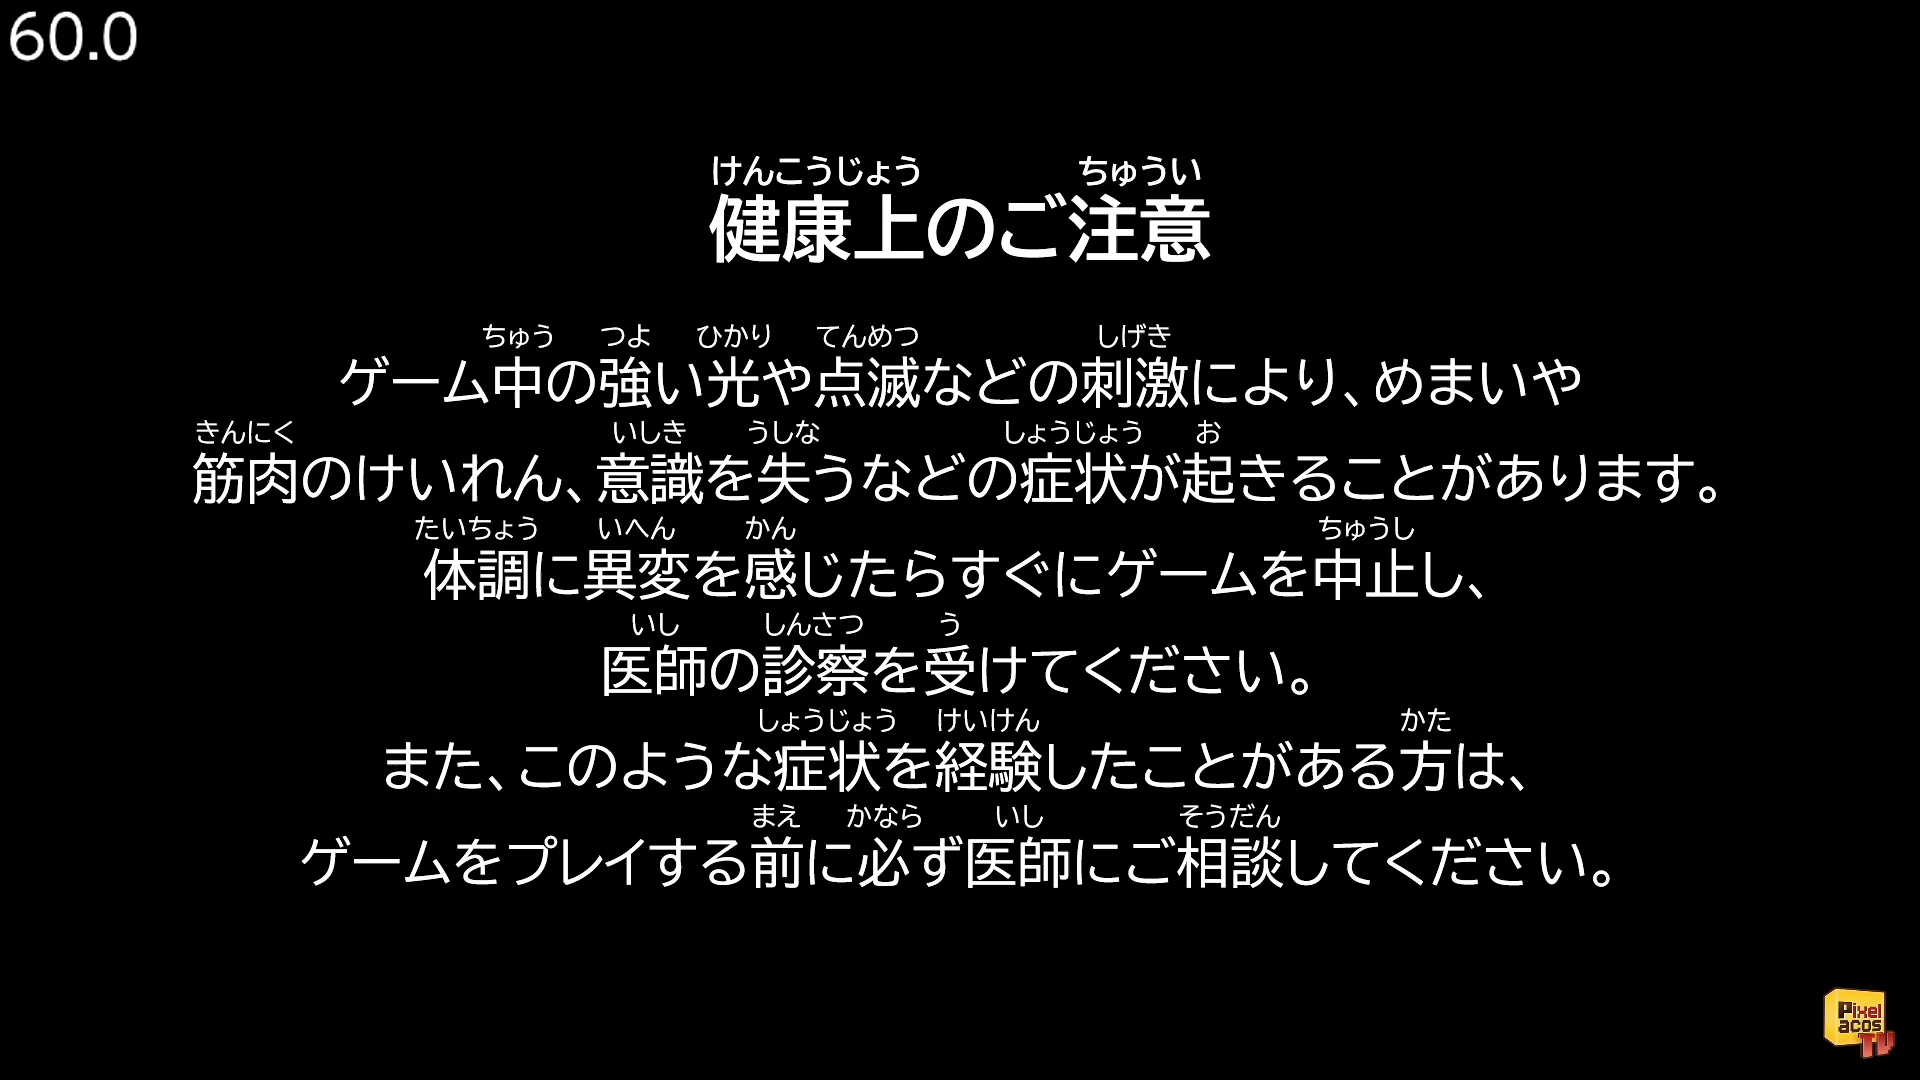 60.0
けんこうじょう ちゅうい
健康上のご注意
ちゅう つよ ひかり てんめつ しげき
ゲーム中の強い光や点滅などの刺激により、めまいや
きんにく いしき うしな しょうじょう お
筋肉のけいれん、意識を失うなどの症状が起きることがあります。
たいちょう いへん かん ちゅうし
体調に異変を感じたらすぐにゲームを中止し、
いし しんさつ う
医師の診察を受けてください。
しょうじょう けいけん かた
また、このような症状を経験したことがある方は、
まえ かなら いし そうだん
ゲームをプレイする前に必ず医師にご相談してください。
Pixel
acos
TV